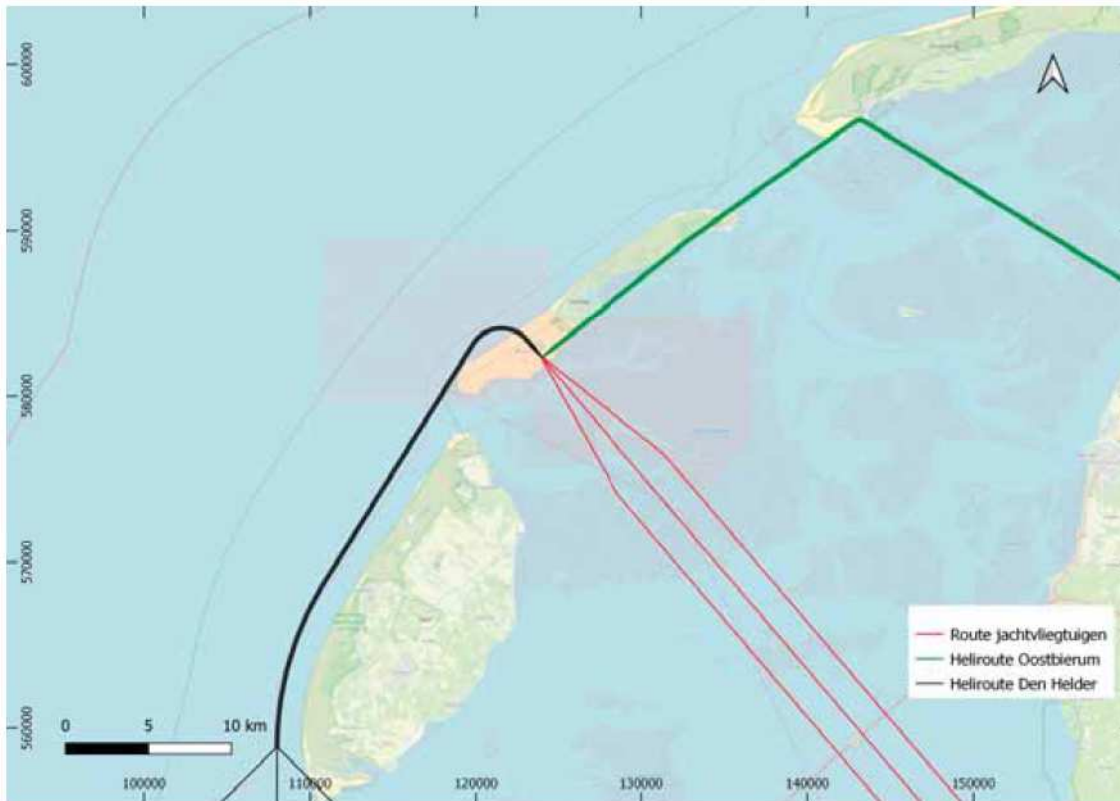 600000
590000
580000
570000
560000
Route jachtvliegtuigen
Heliroute Oostbierum
Heliroute Den Helder
0 5 10 km
100000 110000 120000 130000 140000 150000